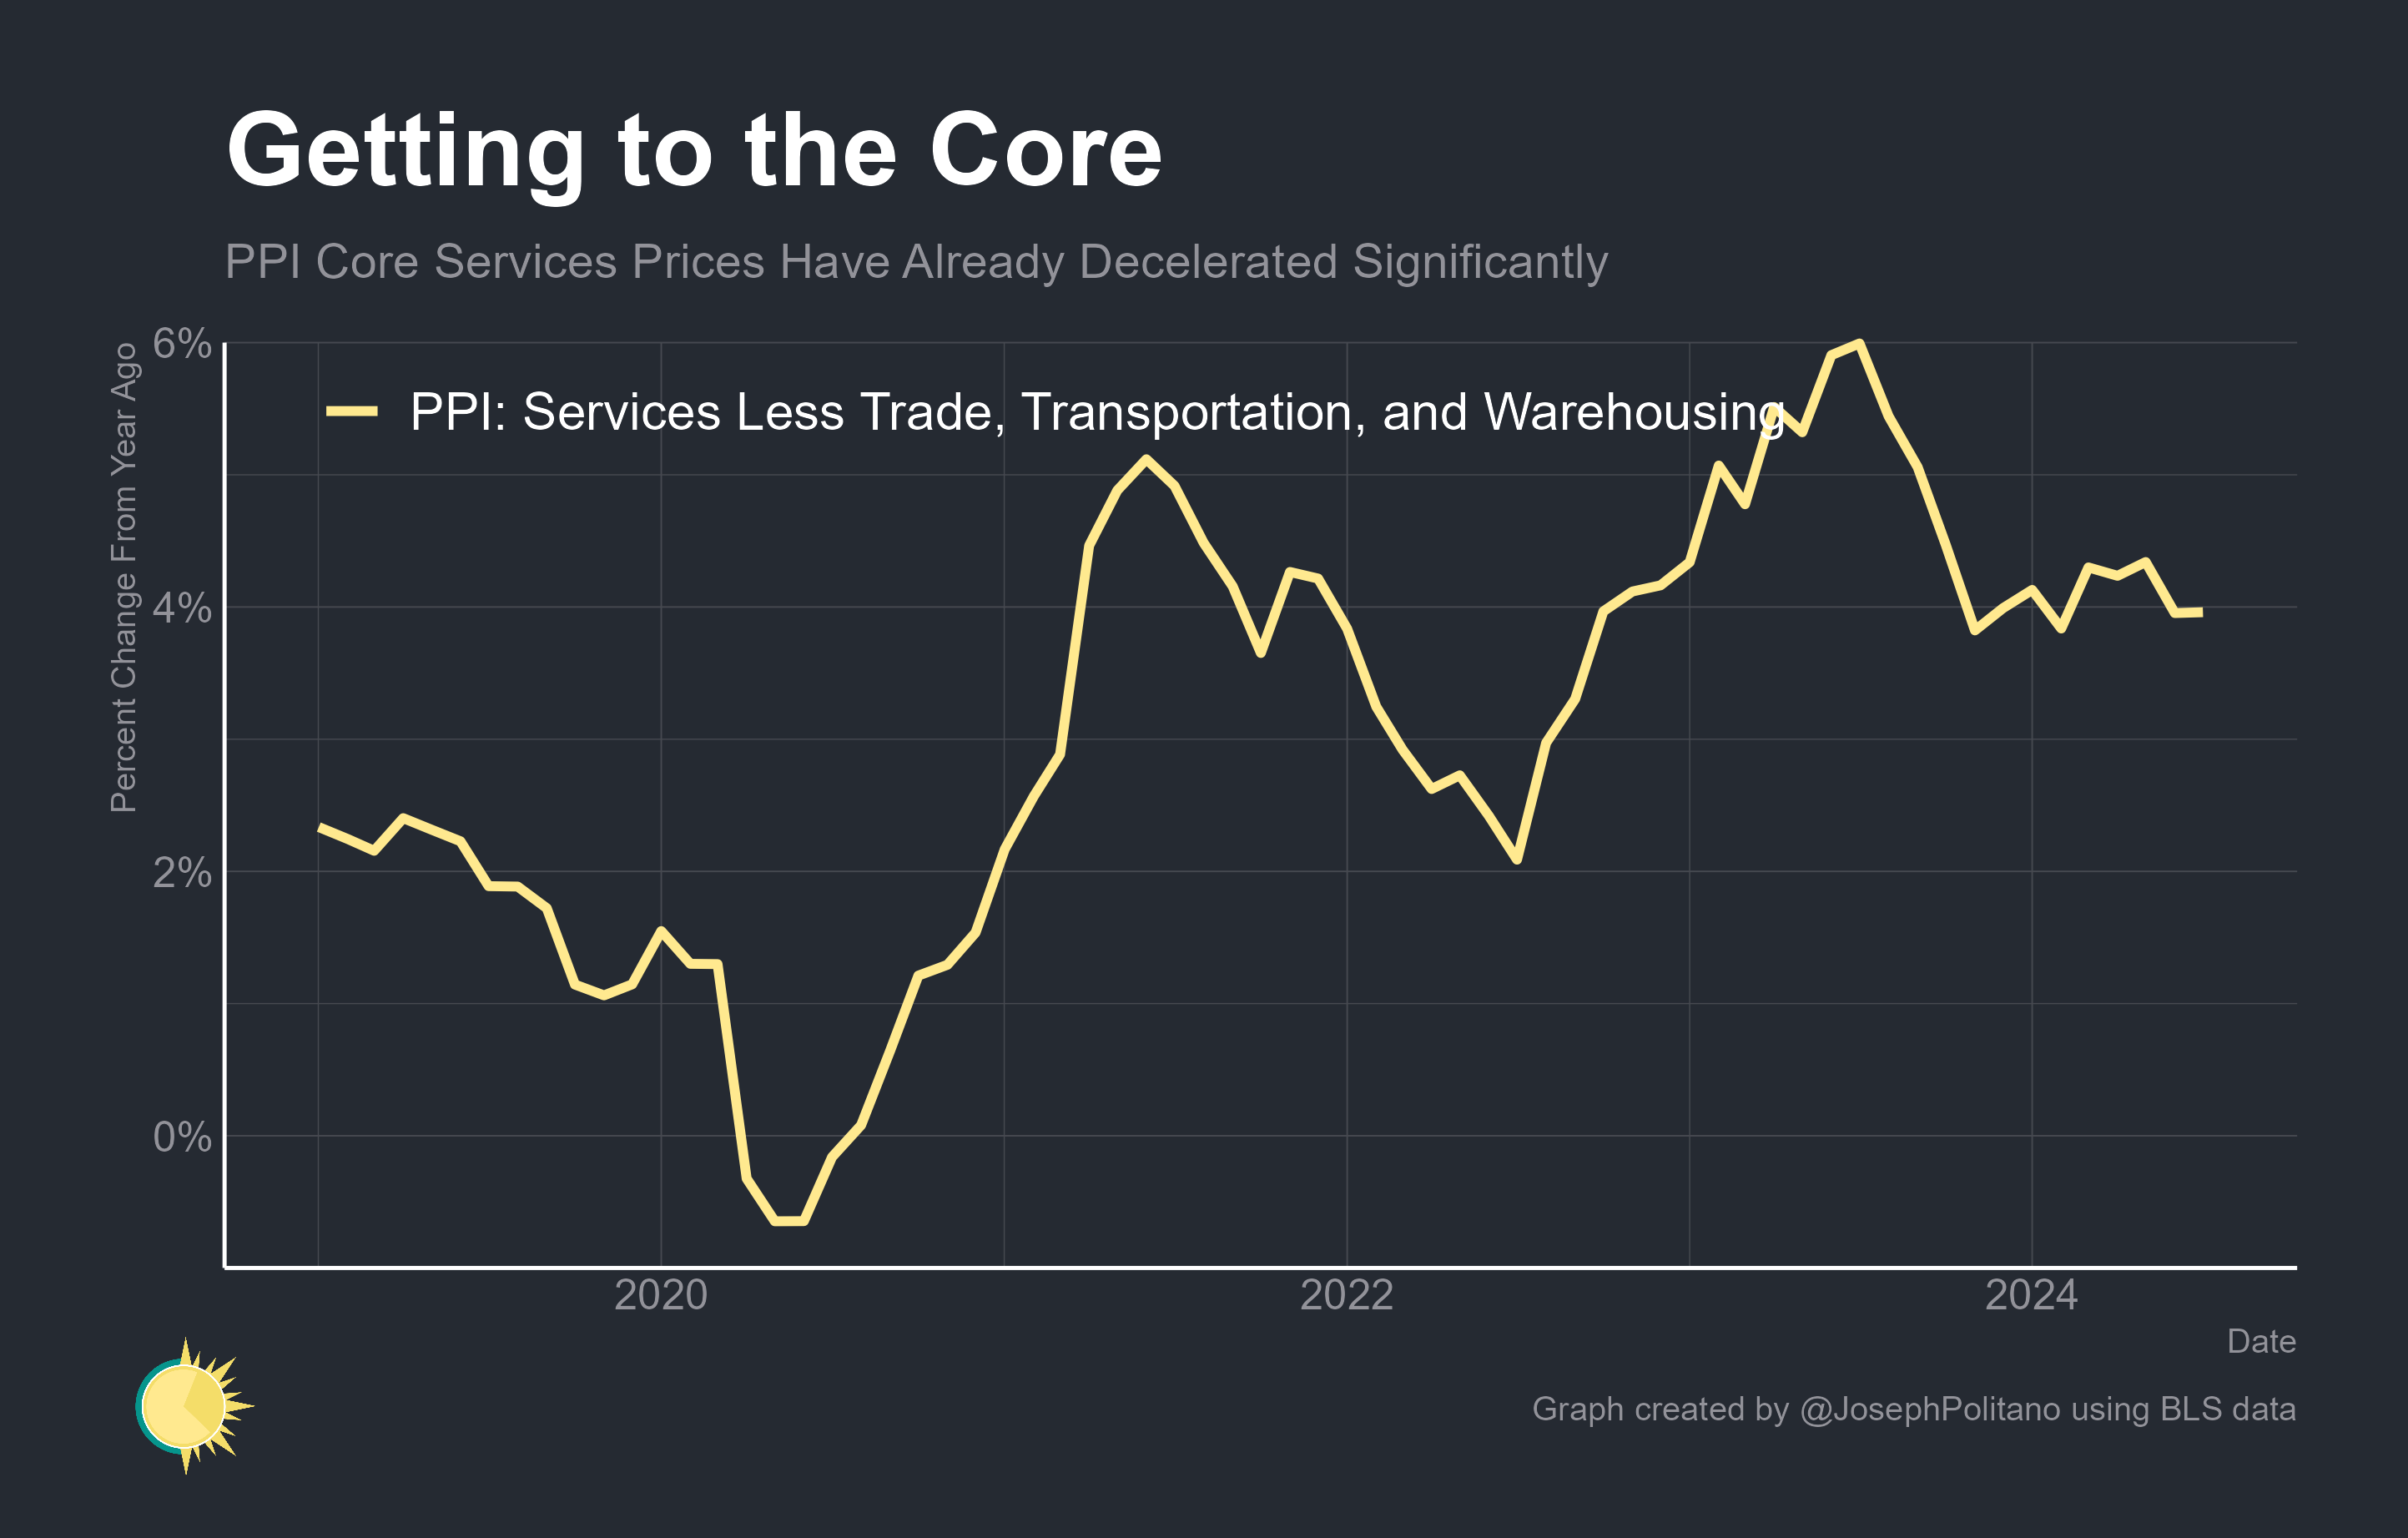 Getting to the Core
PPI Core Services Prices Have Already Decelerated Significantly
Percent Change From Year Ago
6%
PPI: Services Less Trade, Transportation, and Warehousing
4%
2%
0%
2020
2022
2024
Date
Graph created by @JosephPolitano using BLS data